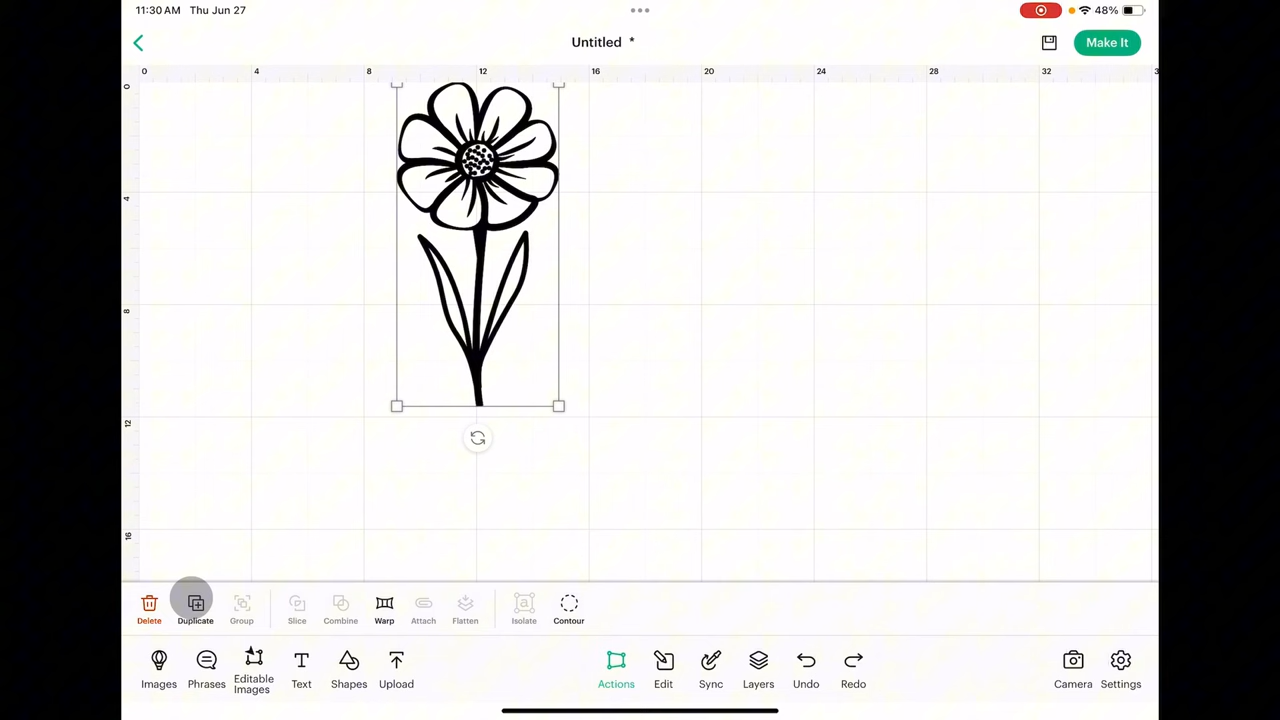 11:30 AM Thu Jun 27
48%
Untitled *
Make It
0 4 8 12 16 20 24 28 32 3
0
4
8
12
16
Delete Duplicate Group Slice Combine Warp Attach Flatten Isolate Contour
Images Phrases Editable Images Text Shapes Upload Actions Edit Sync Layers Undo Redo Camera Settings